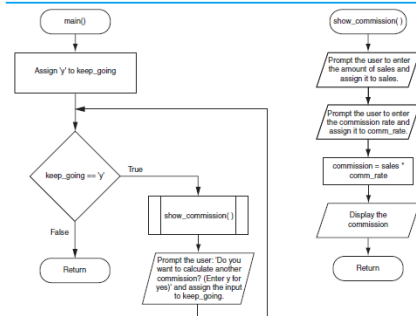 main()
Assign 'y' to keep_going
keep_going == 'y'
True
False
Return
show_commission( )
Prompt the user: 'Do you
want to calculate another
commission? (Enter y for
yes)' and assign the input
to keep_going.
show_commission( )
Prompt the user to enter
the amount of sales and
assign it to sales.
Prompt the user to enter
the commission rate and
assign it to comm_rate.
commission = sales *
comm_rate
Display the
commission
Return